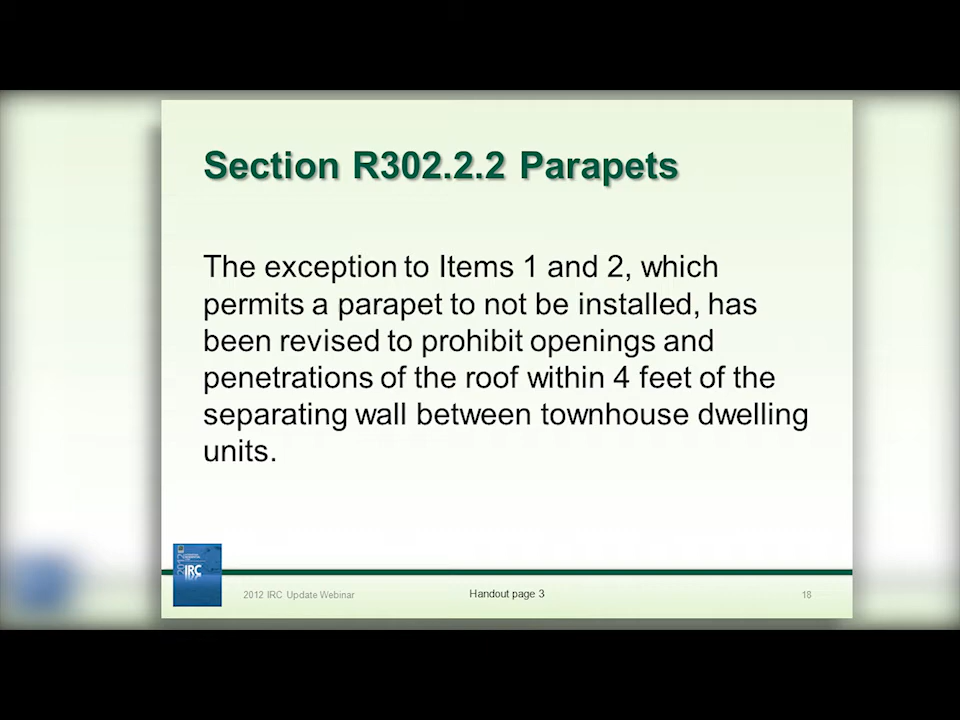 Section R302.2.2 Parapets
The exception to Items 1 and 2, which
permits a parapet to not be installed, has
been revised to prohibit openings and
penetrations of the roof within 4 feet of the
separating wall between townhouse dwelling
units.
2012
IRC
2012 IRC Update Webinar
Handout page 3
18